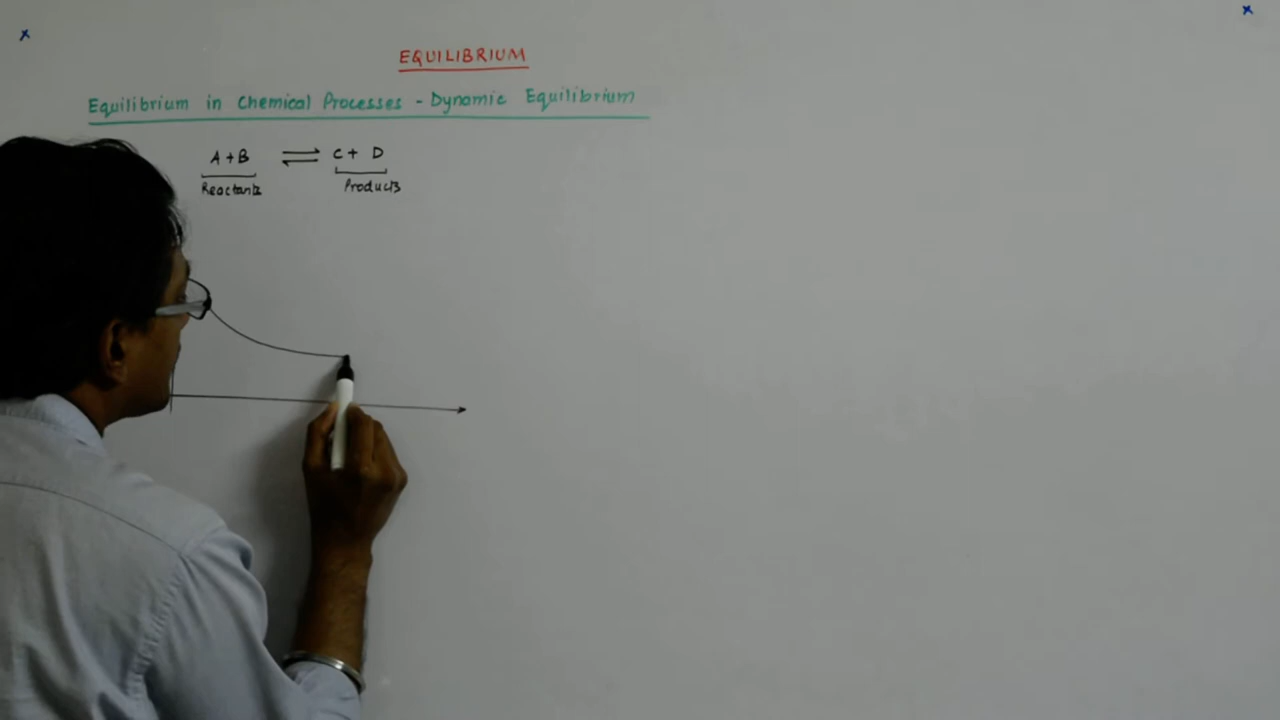 EQUILIBRIUM
Equilibrium in Chemical Processes - Dynamic Equilibrium
A + B ⇌ C + D
Reactants Products